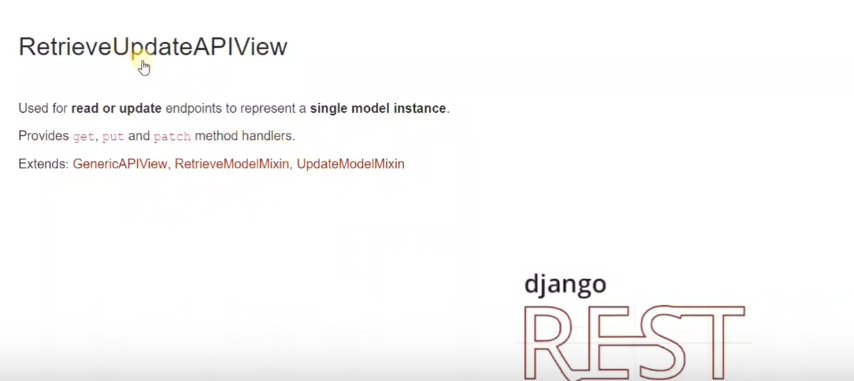 RetrieveUpdateAPIView
Used for read or update endpoints to represent a single model instance.
Provides get, put and patch method handlers.
Extends: GenericAPIView, RetrieveModelMixin, UpdateModelMixin
django
REST